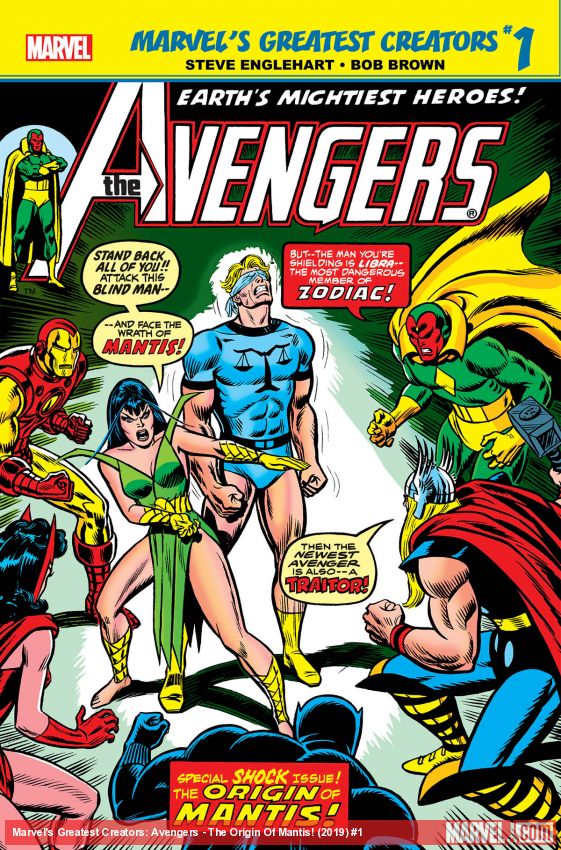 MARVEL
MARVEL'S GREATEST CREATORS #1
STEVE ENGLEHART • BOB BROWN
EARTH'S MIGHTIEST HEROES!
the AVENGERS®
TM
STAND BACK,
ALL OF YOU!!
ATTACK THIS
BLIND MAN--
--AND FACE THE
WRATH OF
MANTIS!
BUT--THE MAN YOU'RE
SHIELDING IS LIBRA--
THE MOST DANGEROUS
MEMBER OF
ZODIAC!
THEN THE
NEWEST
AVENGER
IS ALSO--A
TRAITOR!
SPECIAL SHOCK ISSUE!
THE ORIGIN OF
MANTIS!
Marvel's Greatest Creators: Avengers - The Origin Of Mantis! (2019) #1
MARVEL.COM